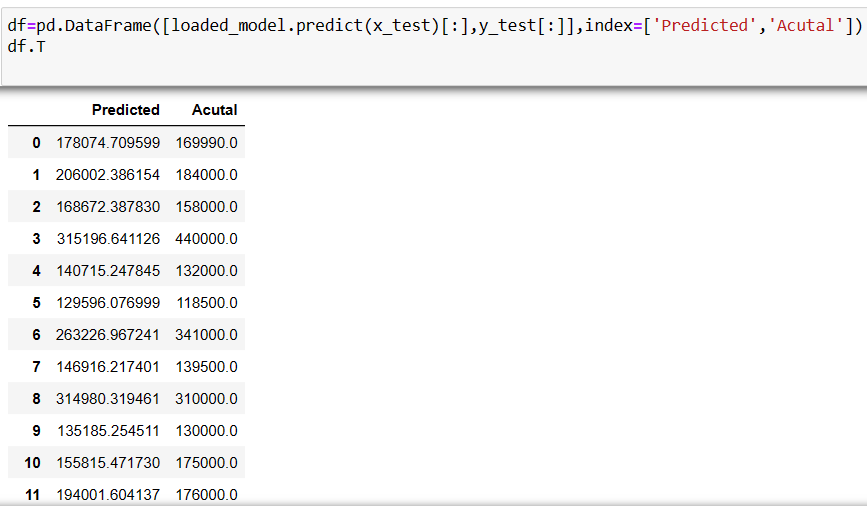 df=pd.DataFrame([loaded_model.predict(x_test)[:],y_test[:]],index=['Predicted','Acutal'])
df.T
Predicted Acutal
0 178074.709599 169990.0
1 206002.386154 184000.0
2 168672.387830 158000.0
3 315196.641126 440000.0
4 140715.247845 132000.0
5 129596.076999 118500.0
6 263226.967241 341000.0
7 146916.217401 139500.0
8 314980.319461 310000.0
9 135185.254511 130000.0
10 155815.471730 175000.0
11 194001.604137 176000.0